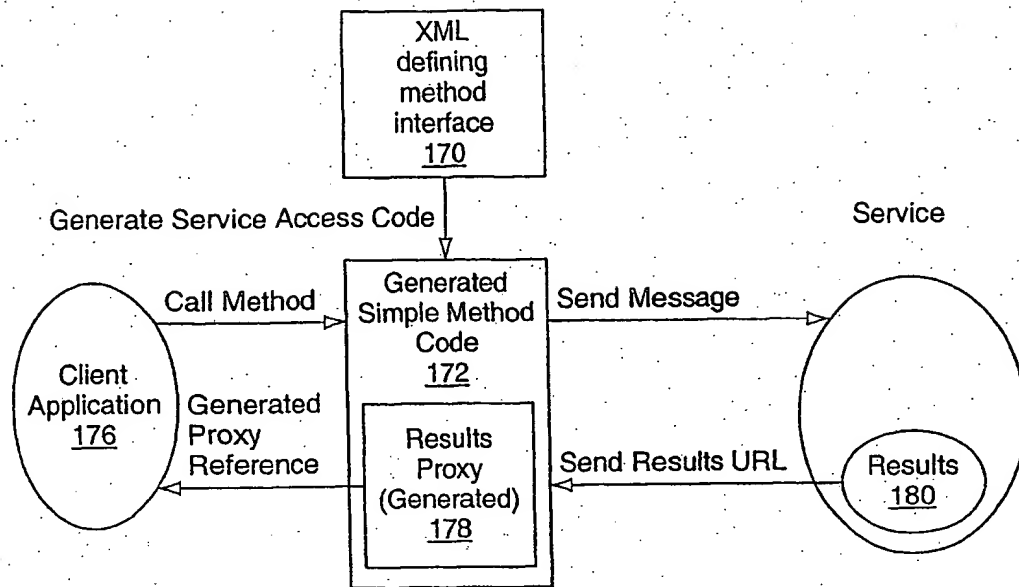 XML
defining
method
interface
170
Generate Service Access Code
Service
Generated
Simple Method
Code
172
Call Method
Send Message
Client
Application
176
Generated
Proxy
Reference
Results
Proxy
(Generated)
178
Send Results URL
Results
180